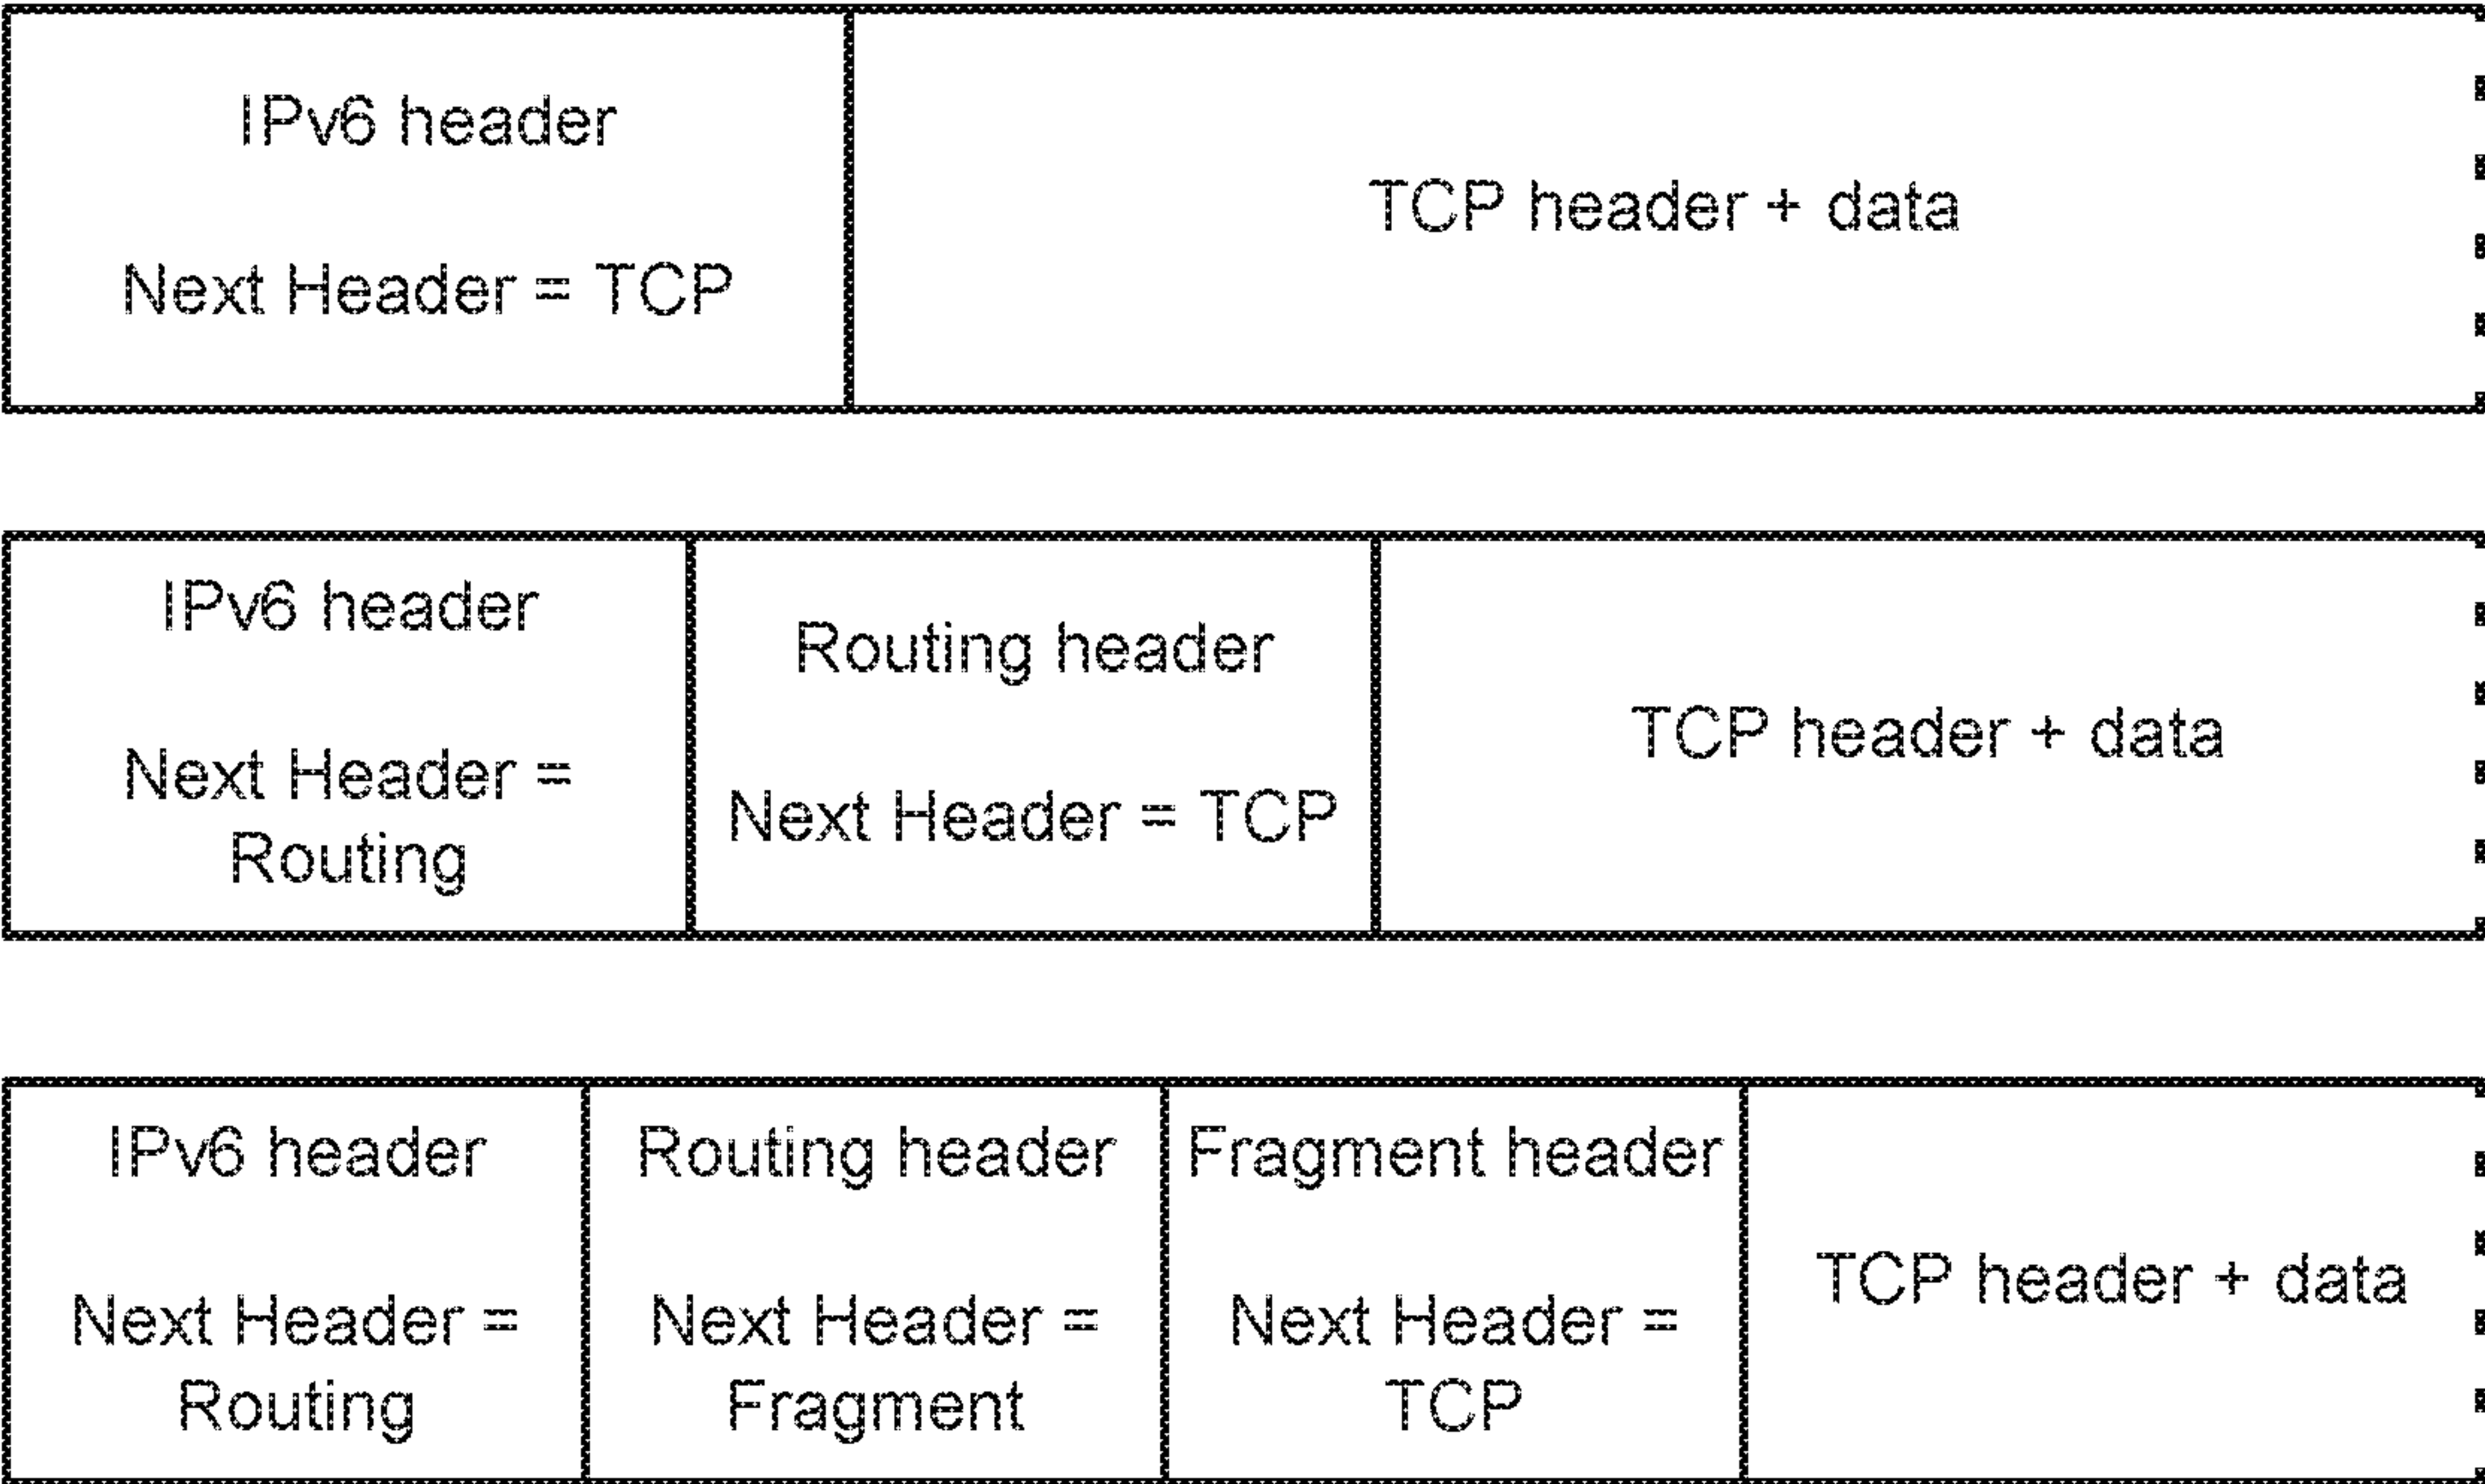 IPv6 header
Next Header = TCP
TCP header + data
IPv6 header
Next Header =
Routing
Routing header
Next Header = TCP
TCP header + data
IPv6 header
Next Header =
Routing
Routing header
Next Header =
Fragment
Fragment header
Next Header =
TCP
TCP header + data